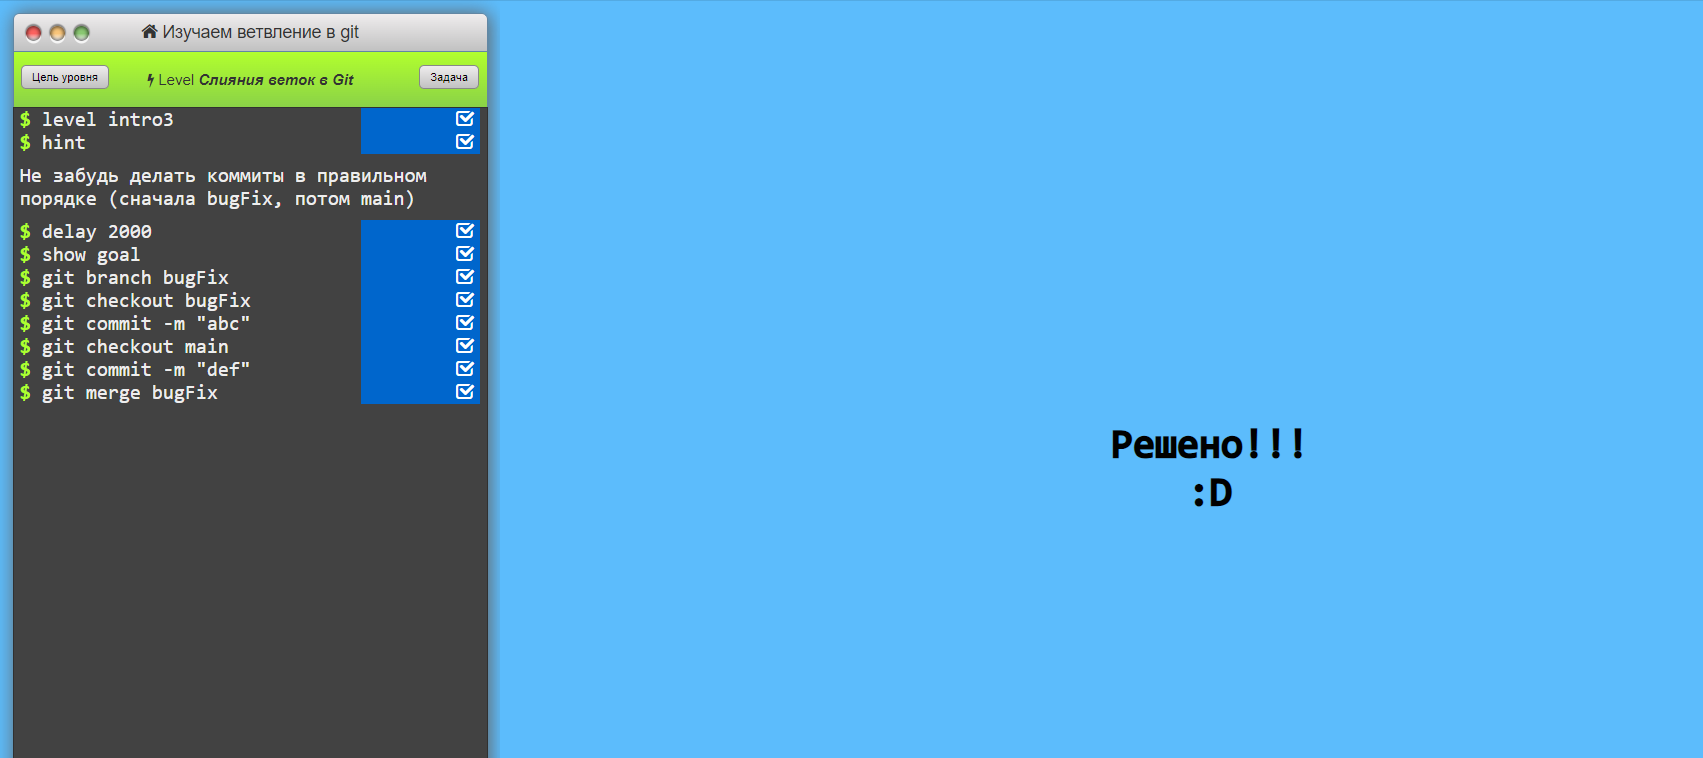 Изучаем ветвление в git
Цель уровня
Level Слияния веток в Git
Задача
$ level intro3
$ hint
Не забудь делать коммиты в правильном
порядке (сначала bugFix, потом main)
$ delay 2000
$ show goal
$ git branch bugFix
$ git checkout bugFix
$ git commit -m "abc"
$ git checkout main
$ git commit -m "def"
$ git merge bugFix
Решено!!!
:D